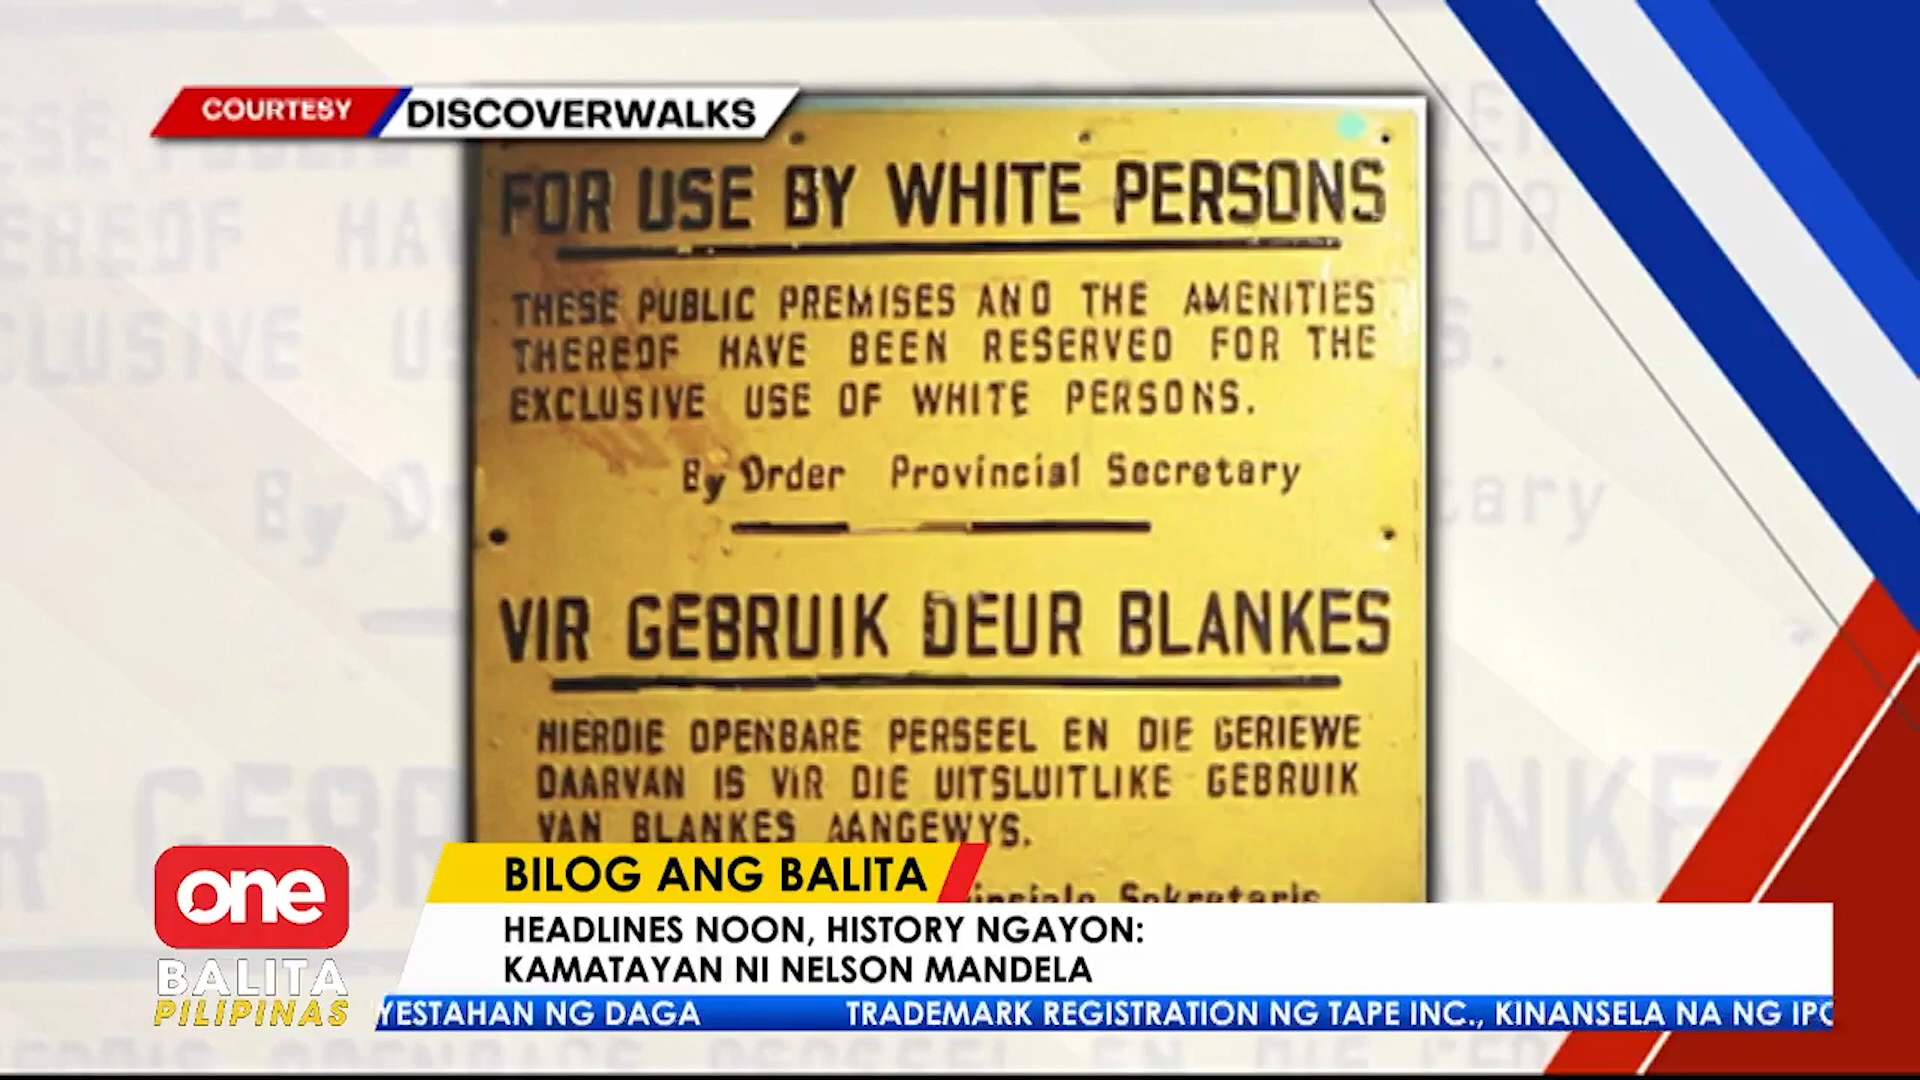 COURTESY DISCOVERWALKS
FOR USE BY WHITE PERSONS
THESE PUBLIC PREMISES AND THE AMENITIES
THEREOF HAVE BEEN RESERVED FOR THE
EXCLUSIVE USE OF WHITE PERSONS.
By Order Provincial Secretary
VIR GEBRUIK DEUR BLANKES
HIERDIE OPENBARE PERSEEL EN DIE GERIEWE
DAARVAN IS VIR DIE UITSLUITLIKE GEBRUIK
VAN BLANKES AANGEWYS.
Sekretaris
BILOG ANG BALITA
HEADLINES NOON, HISTORY NGAYON:
KAMATAYAN NI NELSON MANDELA
one
BALITA
PILIPINAS
YESTAHAN NG DAGA TRADEMARK REGISTRATION NG TAPE INC., KINANSELA NA NG IPO